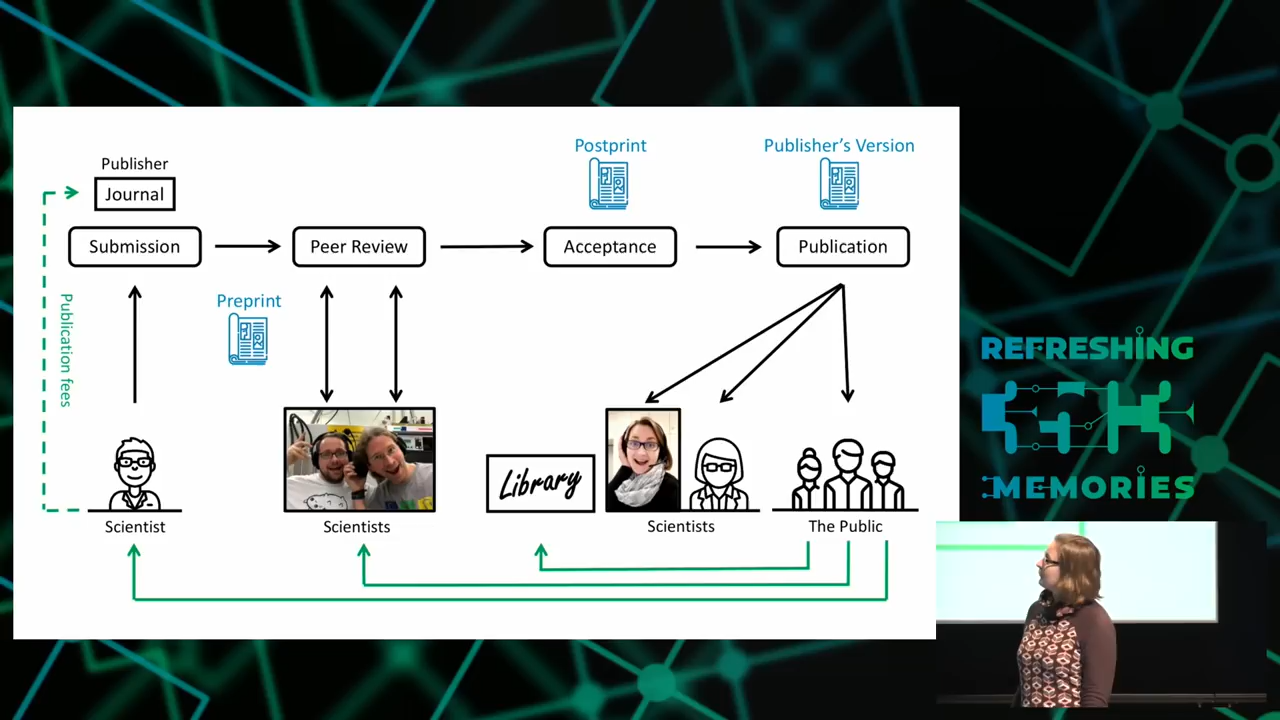 Postprint
Publisher's Version
Publisher
Journal
Submission
Peer Review
Acceptance
Publication
Publication fees
Preprint
Library
Scientist
Scientists
Scientists
The Public
REFRESHING
MEMORIES